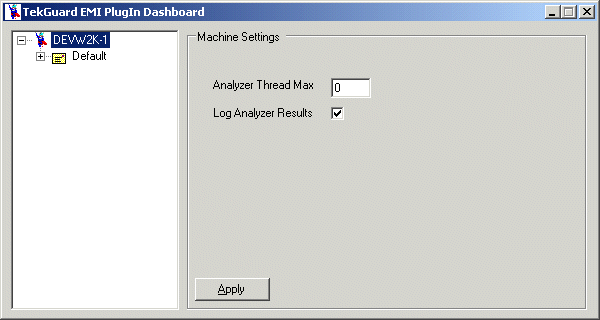 TekGuard EMI PlugIn Dashboard
DEVW2K-1
Default
Machine Settings
Analyzer Thread Max 0
Log Analyzer Results
Apply